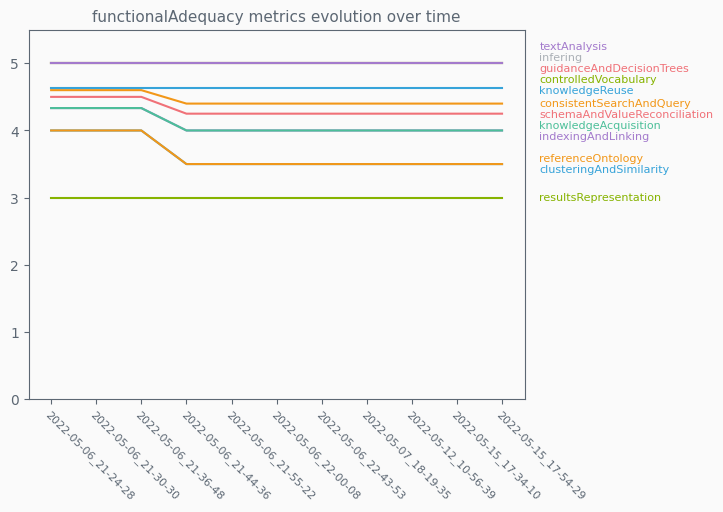 functionalAdequacy metrics evolution over time
5
4
3
2
1
0
textAnalysis
infering
guidanceAndDecisionTrees
controlledVocabulary
knowledgeReuse
consistentSearchAndQuery
schemaAndValueReconciliation
knowledgeAcquisition
indexingAndLinking
referenceOntology
clusteringAndSimilarity
resultsRepresentation
2022-05-06_21-24-28
2022-05-06_21-30-30
2022-05-06_21-36-48
2022-05-06_21-44-36
2022-05-06_21-55-22
2022-05-06_22-00-08
2022-05-06_22-43-53
2022-05-07_18-19-35
2022-05-12_10-56-39
2022-05-15_17-34-10
2022-05-15_17-54-29